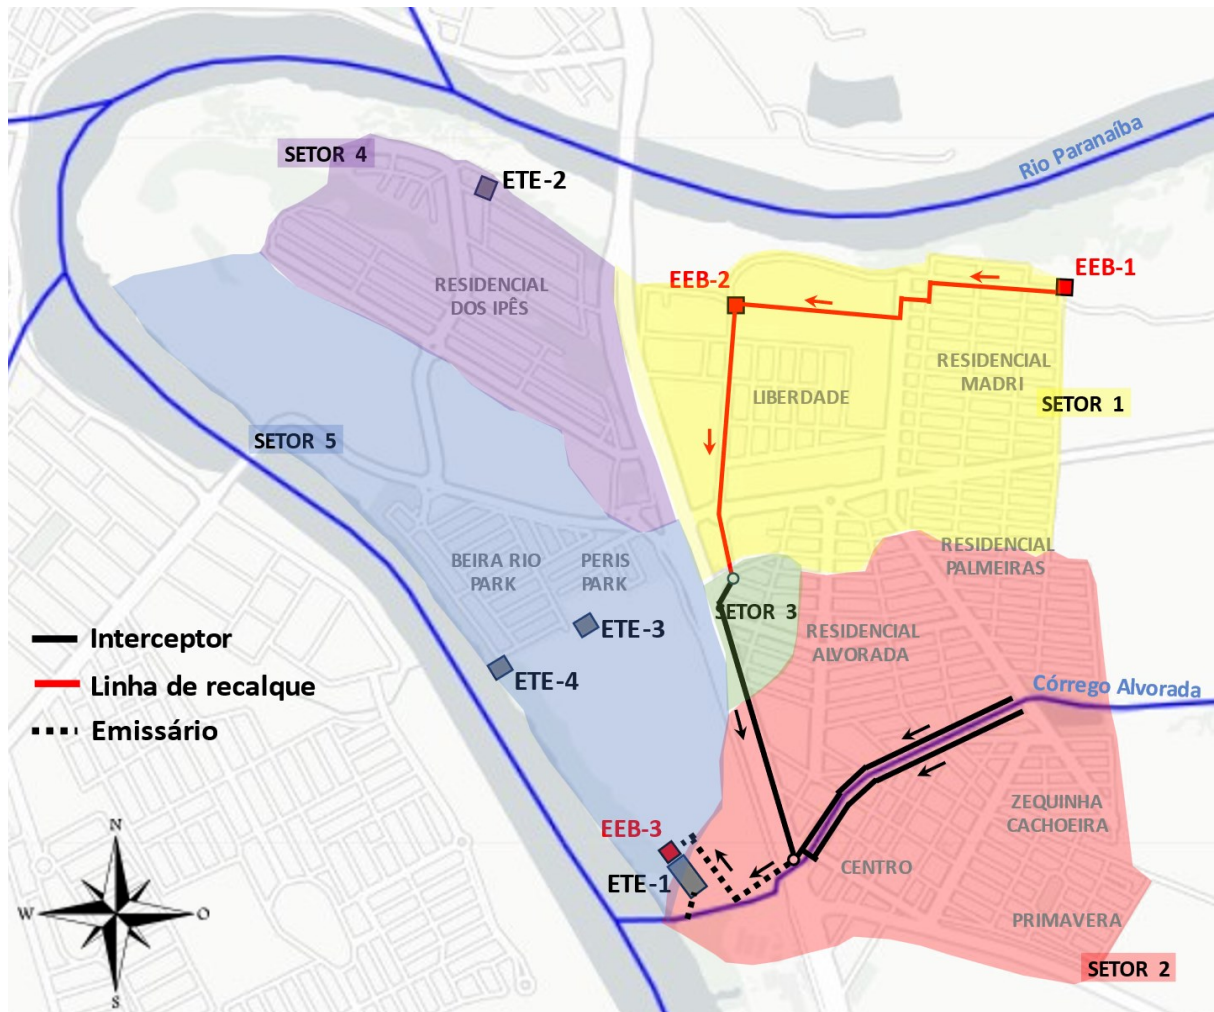 Rio Paranaíba
SETOR 4
ETE-2
EEB-2
EEB-1
RESIDENCIAL
DOS IPÊS
RESIDENCIAL
MADRI
LIBERDADE
SETOR 1
SETOR 5
BEIRA RIO
PARK
PERIS
PARK
RESIDENCIAL
PALMEIRAS
SETOR 3
RESIDENCIAL
ALVORADA
ETE-3
ETE-4
Interceptor
Linha de recalque
Emissário
Córrego Alvorada
ZEQUINHA
CACHOEIRA
EEB-3
ETE-1
CENTRO
PRIMAVERA
SETOR 2
N
W
O
S